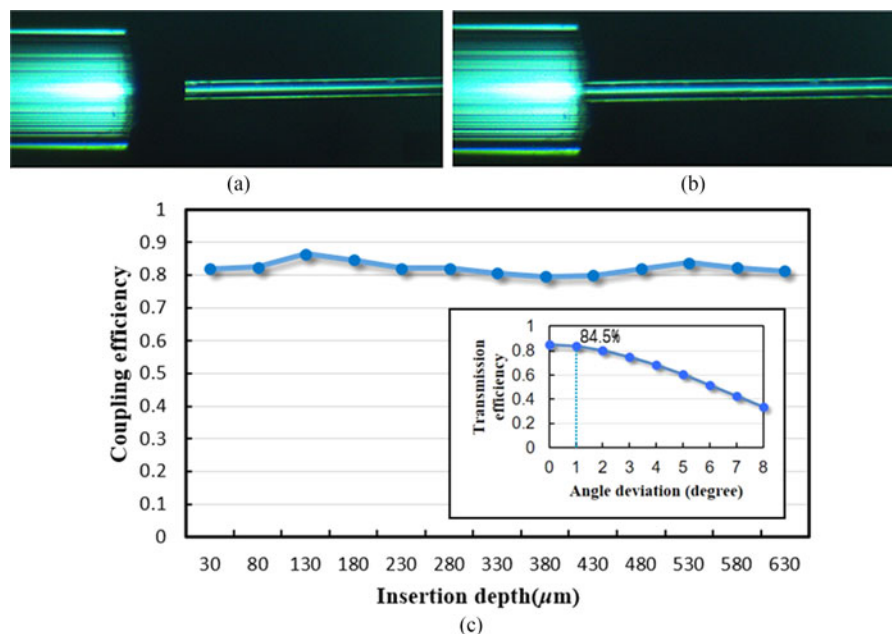 (a)
(b)
1
0.9
0.8
0.7
0.6
0.5
0.4
0.3
0.2
0.1
0
Coupling efficiency
30 80 130 180 230 280 330 380 430 480 530 580 630
Insertion depth(μm)
1
0.8
0.6
0.4
0.2
0
Transmission
efficiency
84.5%
0 1 2 3 4 5 6 7 8
Angle deviation (degree)
(c)